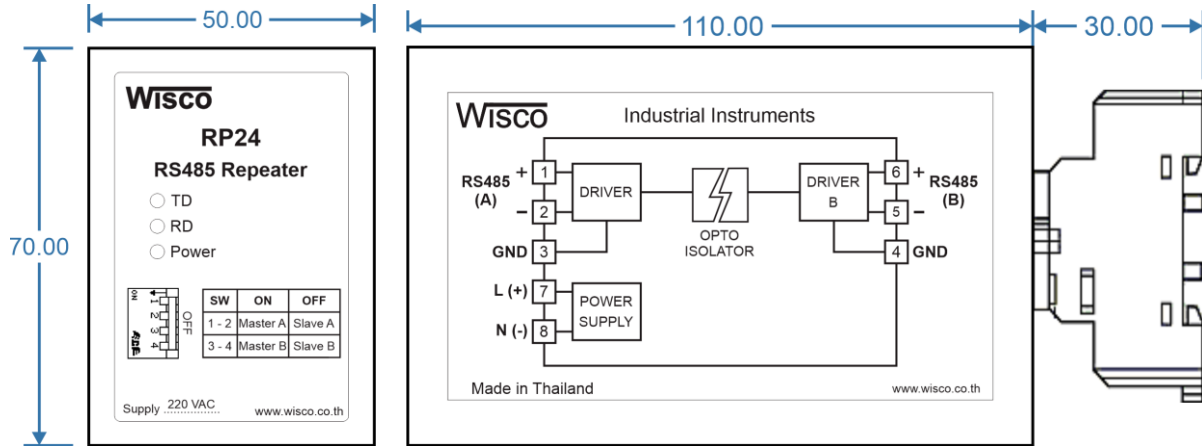 50.00
110.00
30.00
70.00
WISCO
RP24
RS485 Repeater
TD
RD
Power
ON
1
2
3
4
OFF
SW ON OFF
1 - 2 Master A Slave A
3 - 4 Master B Slave B
Supply 220 VAC www.wisco.co.th
WISCO Industrial Instruments
RS485 (A)
+ 1
− 2
GND 3
L (+) 7
N (-) 8
DRIVER
POWER
SUPPLY
OPTO
ISOLATOR
DRIVER
B
6 +
5 −
4 GND
RS485
(B)
Made in Thailand www.wisco.co.th